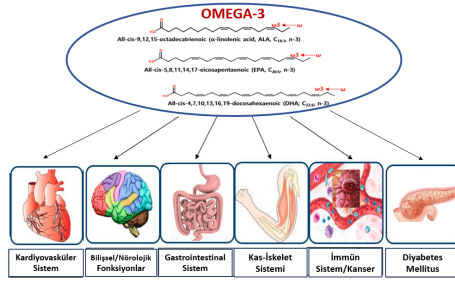 OMEGA-3
ω3 ω
All-cis-9,12,15-octadecatrienoic (α-linolenic acid, ALA, C18:3, n-3)
ω3 ω
All-cis-5,8,11,14,17-eicosapentaenoic (EPA, C20:5, n-3)
ω3 ω
All-cis-4,7,10,13,16,19-docosahexaenoic (DHA; C22:6, n-3)
Kardiyovasküler
Sistem
Bilişsel/Nörolojik
Fonksiyonlar
Gastrointestinal
Sistem
Kas-İskelet
Sistemi
İmmün
Sistem/Kanser
Diyabetes
Mellitus